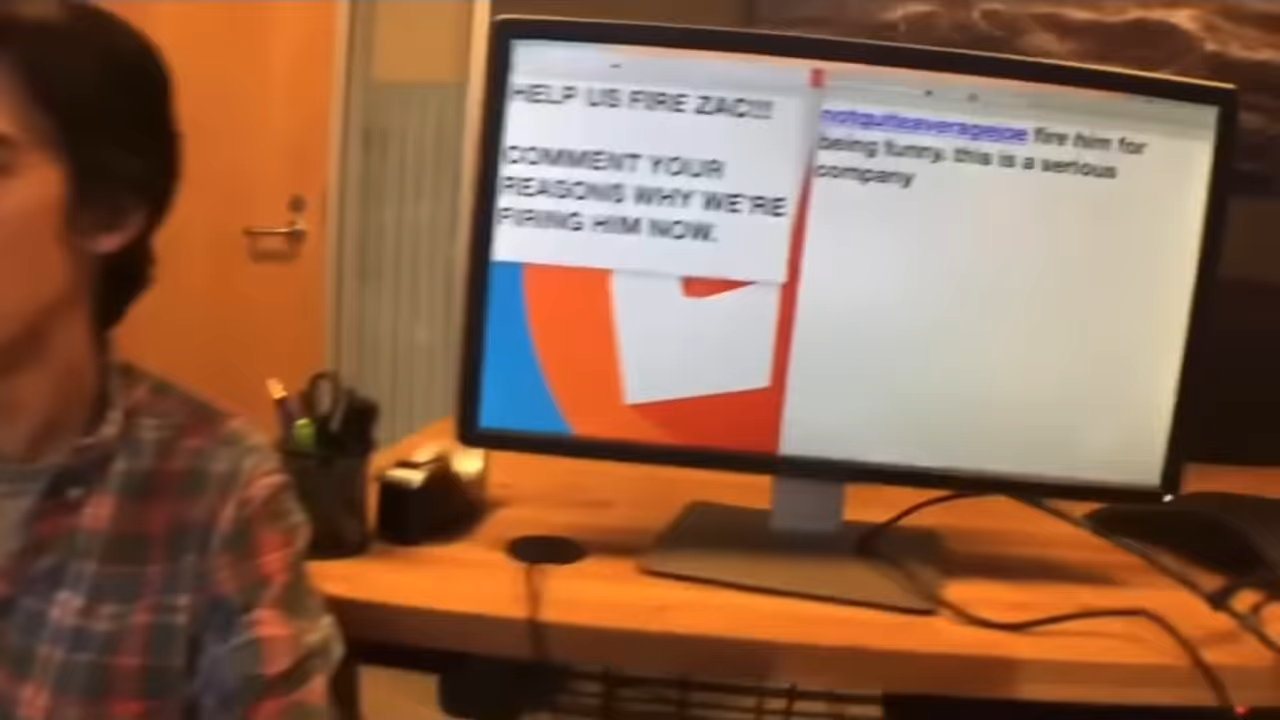 HELP US FIRE ZAC!!!
COMMENT YOUR
REASONS WHY WE'RE
FIRING HIM NOW.
notquiteaveragejoe fire him for
being funny. this is a serious
company